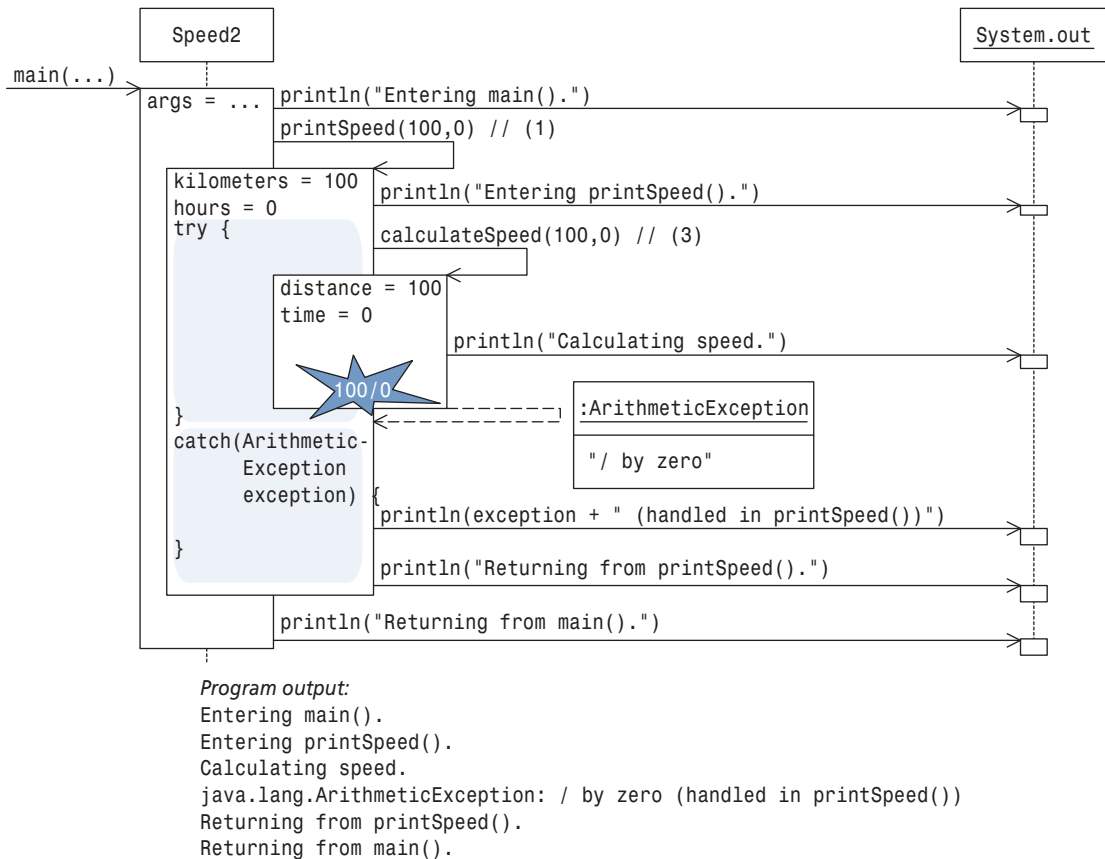 Speed2
System.out
main(...)
args = ...
println("Entering main().")
printSpeed(100,0) // (1)
kilometers = 100
hours = 0
println("Entering printSpeed().")
try {
calculateSpeed(100,0) // (3)
distance = 100
time = 0
println("Calculating speed.")
100/0
:ArithmeticException
"/ by zero"
}
catch(Arithmetic-
Exception
exception) {
println(exception + " (handled in printSpeed())")
}
println("Returning from printSpeed().")
println("Returning from main().")
Program output:
Entering main().
Entering printSpeed().
Calculating speed.
java.lang.ArithmeticException: / by zero (handled in printSpeed())
Returning from printSpeed().
Returning from main().